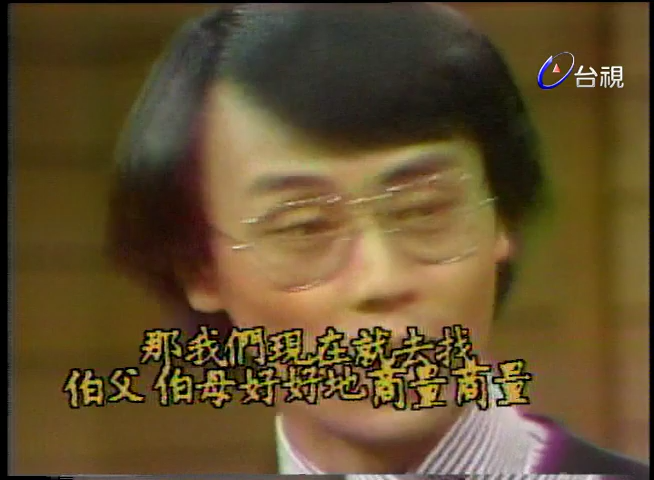 台視
那我們現在就去找
伯父 伯母好好地商量商量